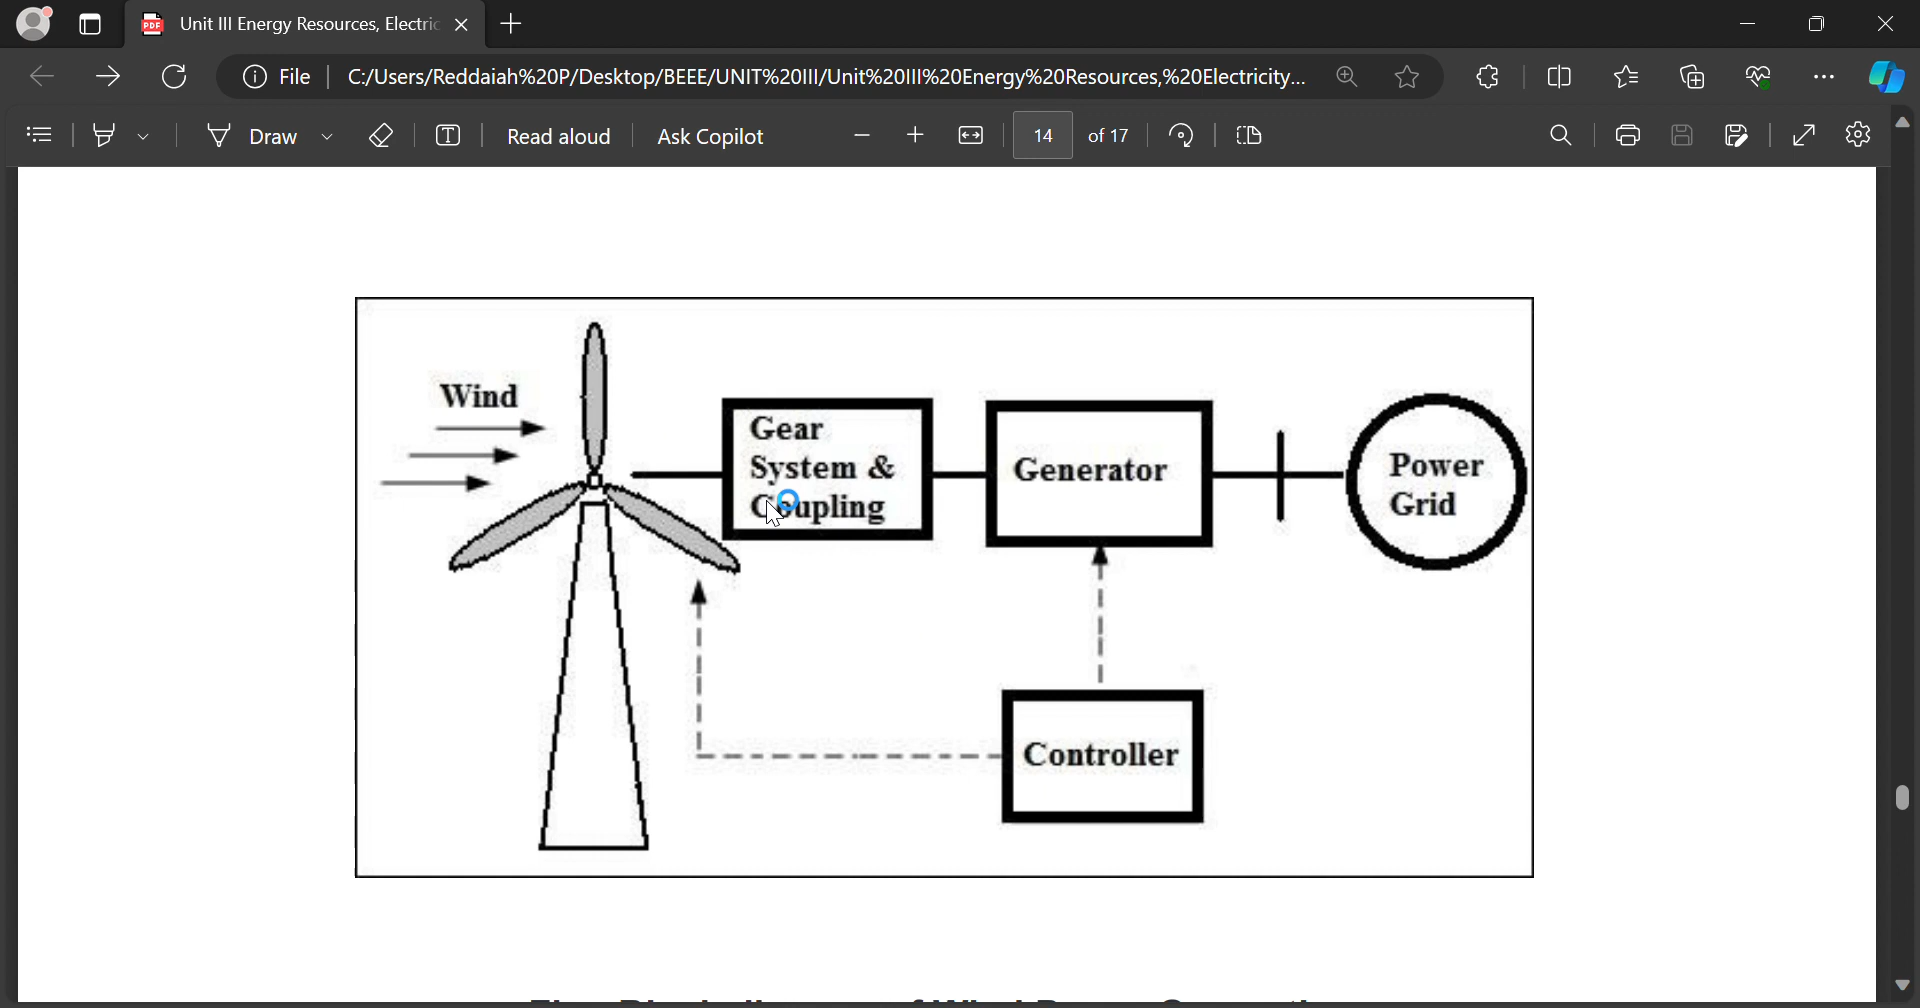 Unit III Energy Resources, Electric
File
C:/Users/Reddaiah%20P/Desktop/BEEE/UNIT%20III/Unit%20III%20Energy%20Resources,%20Electricity...
Draw
Read aloud
Ask Copilot
14
of 17
Wind
Gear
System &
Coupling
Generator
Power
Grid
Controller